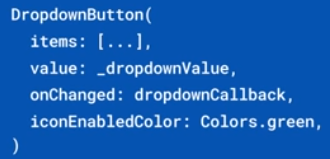 DropdownButton(
  items: [...],
  value: _dropdownValue,
  onChanged: dropdownCallback,
  iconEnabledColor: Colors.green,
)